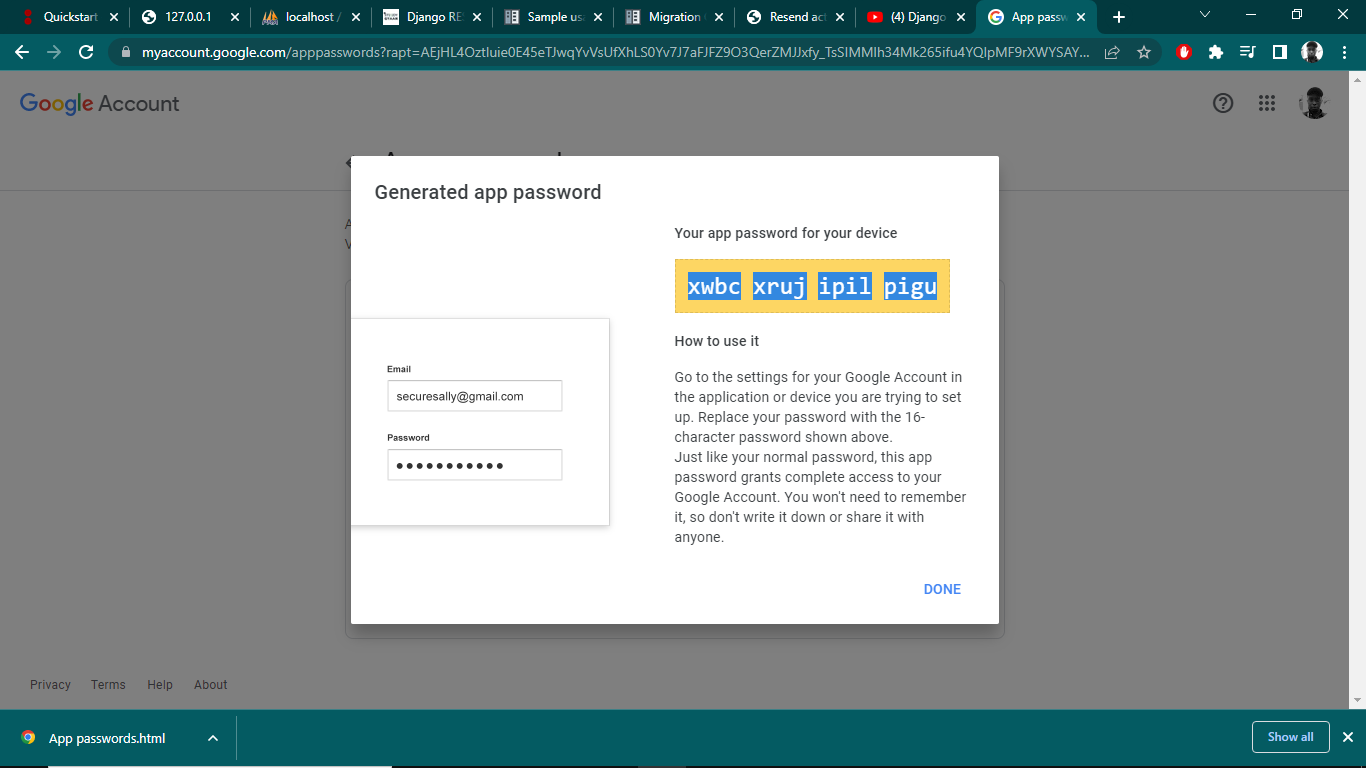 Quickstart
127.0.0.1
localhost /
Django RE
Sample usa
Migration
Resend act
(4) Django
App passw
myaccount.google.com/apppasswords?rapt=AEjHL4OztIuie0E45eTJwqYvVsUfXhLS0Yv7J7aFJFZ9O3QerZMJJxfy_TsSIMMIh34Mk265ifu4YQIpMF9rXWYSAY...
Google Account
Generated app password
Your app password for your device
xwbc xruj ipil pigu
Email
securesally@gmail.com
Password
How to use it
Go to the settings for your Google Account in
the application or device you are trying to set
up. Replace your password with the 16-
character password shown above.
Just like your normal password, this app
password grants complete access to your
Google Account. You won't need to remember
it, so don't write it down or share it with
anyone.
DONE
Privacy Terms Help About
App passwords.html
Show all